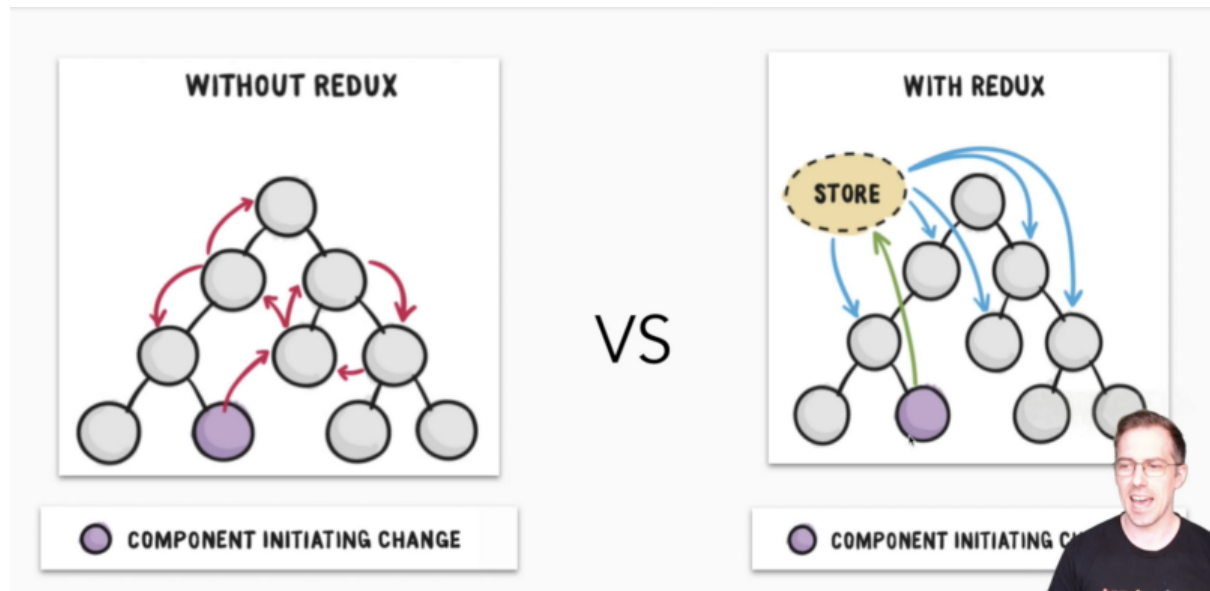 WITHOUT REDUX
COMPONENT INITIATING CHANGE
VS
WITH REDUX
STORE
COMPONENT INITIATING